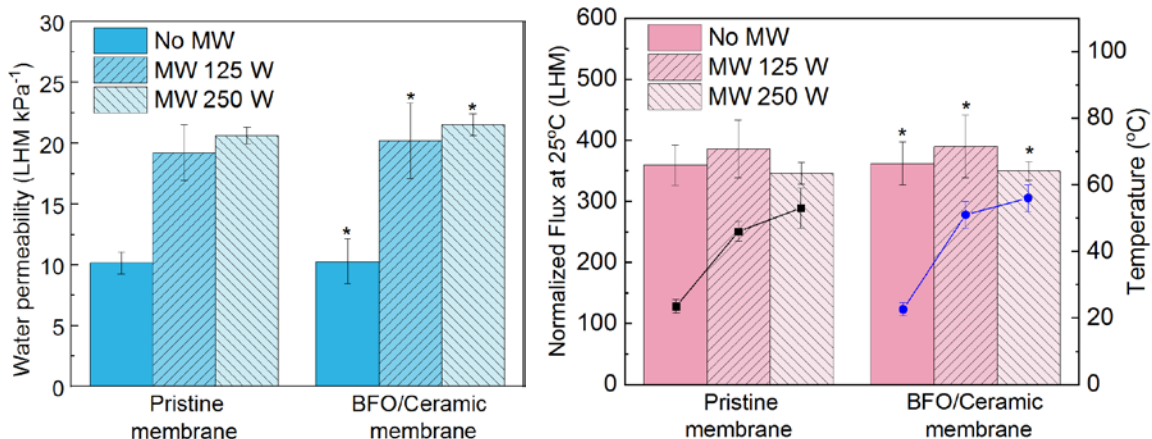 Water permeability (LHM kPa⁻¹)
30
25
20
15
10
5
0
No MW
MW 125 W
MW 250 W
*
*
*
Pristine
membrane
BFO/Ceramic
membrane
Normalized Flux at 25°C (LHM)
600
500
400
300
200
100
0
No MW
MW 125 W
MW 250 W
*
*
*
Pristine
membrane
BFO/Ceramic
membrane
100
80
60
40
20
0
Temperature (°C)